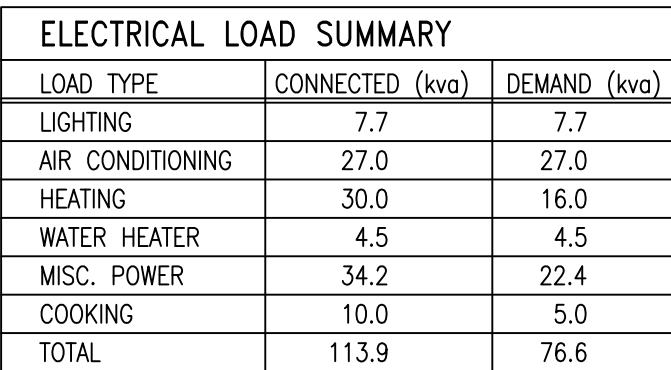 ELECTRICAL LOAD SUMMARY
LOAD TYPE CONNECTED (kva) DEMAND (kva)
LIGHTING 7.7 7.7
AIR CONDITIONING 27.0 27.0
HEATING 30.0 16.0
WATER HEATER 4.5 4.5
MISC. POWER 34.2 22.4
COOKING 10.0 5.0
TOTAL 113.9 76.6